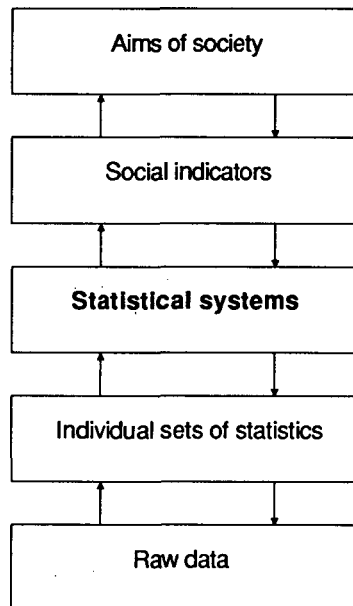 Aims of society
Social indicators
Statistical systems
Individual sets of statistics
Raw data